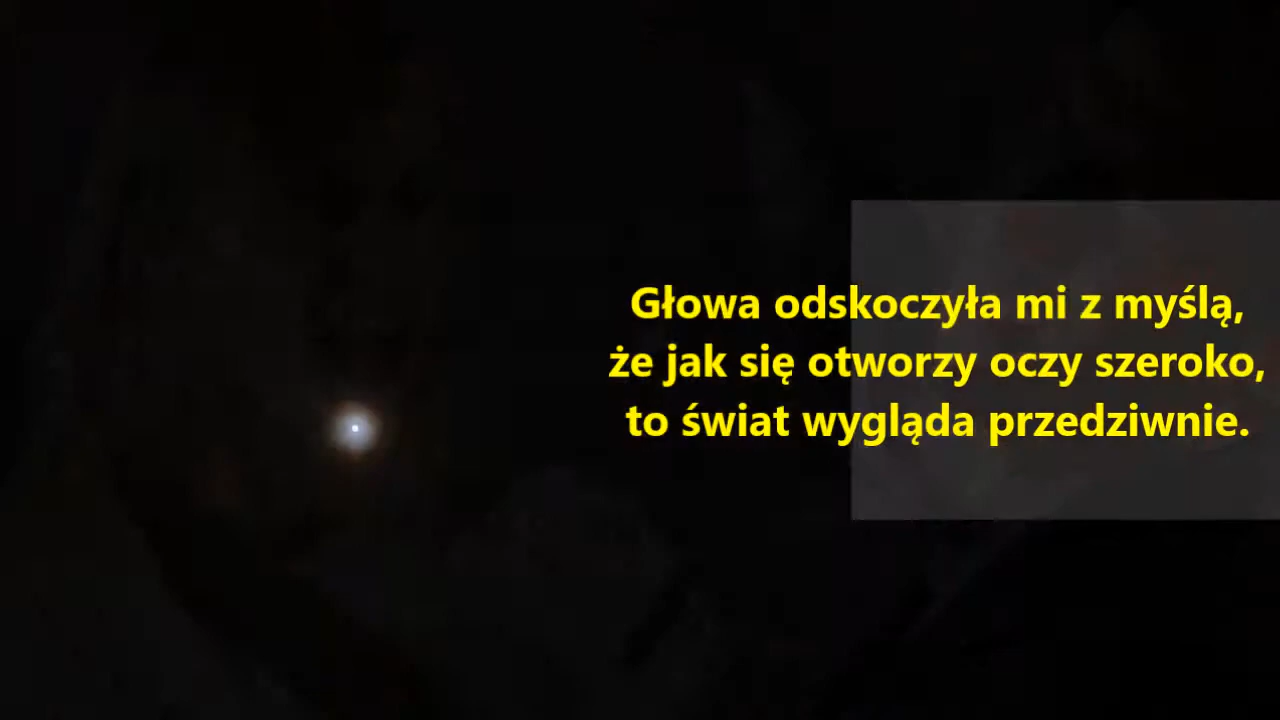 Głowa odskoczyła mi z myślą,
że jak się otworzy oczy szeroko,
to świat wygląda przedziwnie.